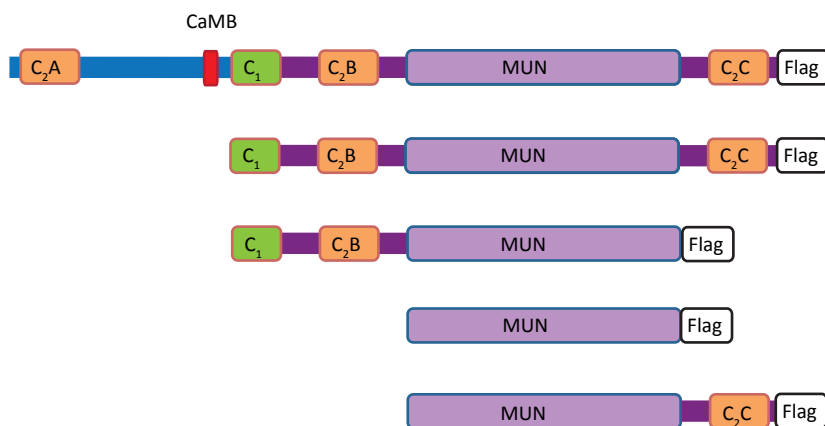 CaMB
C₂A C₁ C₂B MUN C₂C Flag
C₁ C₂B MUN C₂C Flag
C₁ C₂B MUN Flag
MUN Flag
MUN C₂C Flag